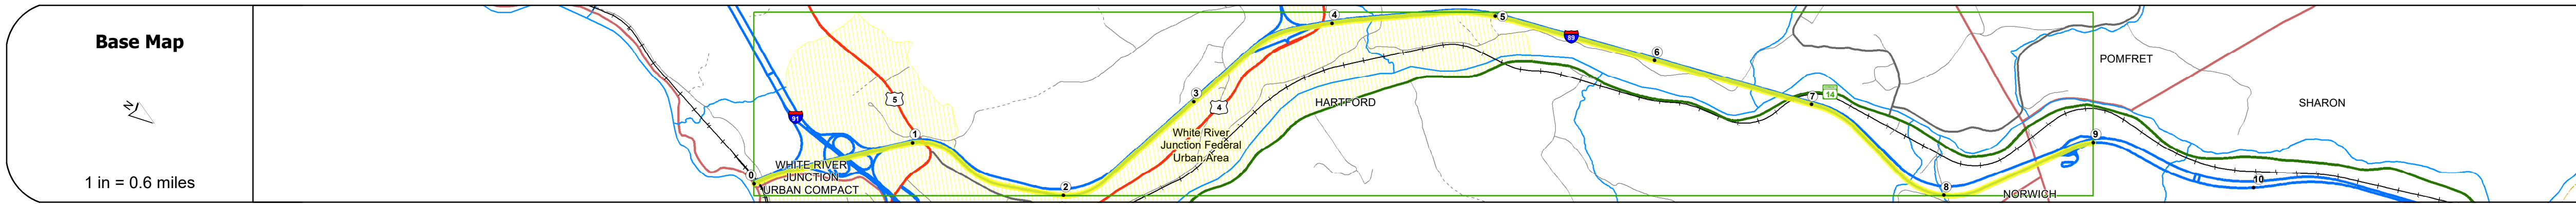 Base Map
N
1 in = 0.6 miles
0
91
WHITE RIVER
JUNCTION
URBAN COMPACT
5
1
2
3
4
White River
Junction Federal
Urban Area
4
HARTFORD
5
89
6
7
14
8
NORWICH
9
POMFRET
10
SHARON